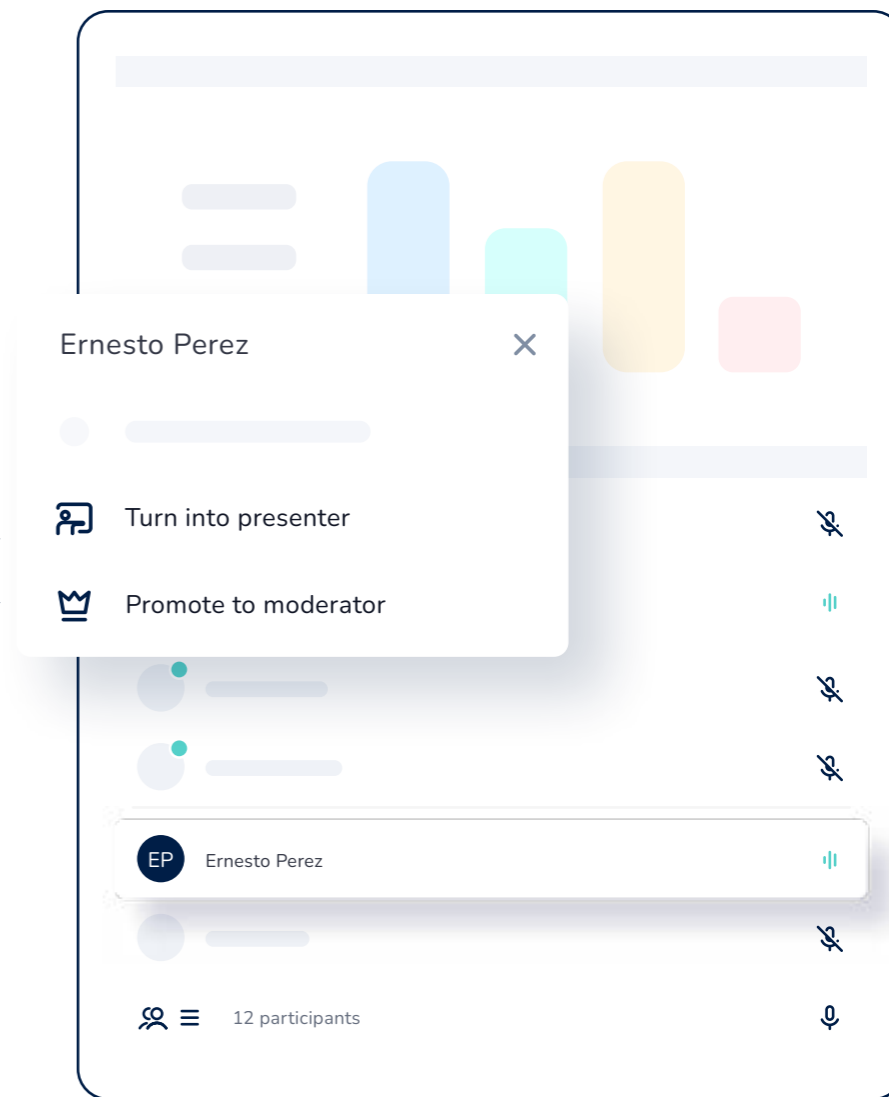 Ernesto Perez
Turn into presenter
Promote to moderator
EP Ernesto Perez
12 participants